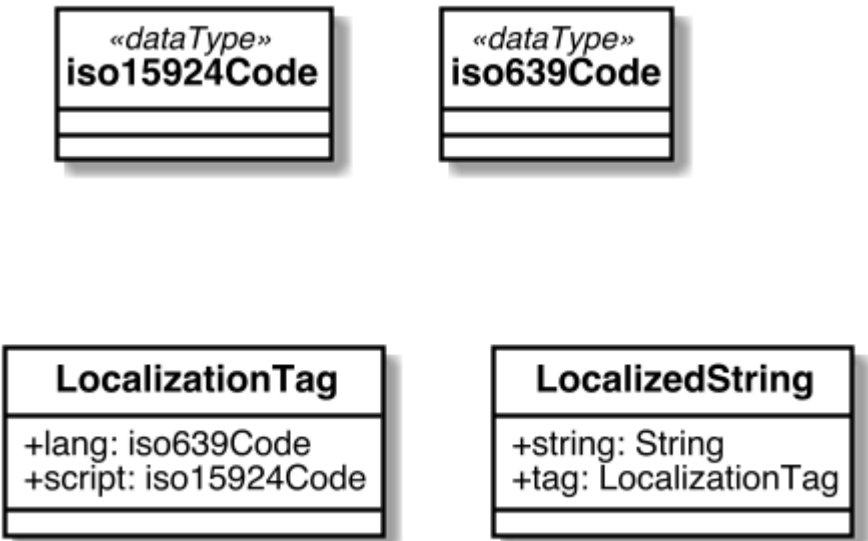 «dataType»
iso15924Code
«dataType»
iso639Code
LocalizationTag
+lang: iso639Code
+script: iso15924Code
LocalizedString
+string: String
+tag: LocalizationTag